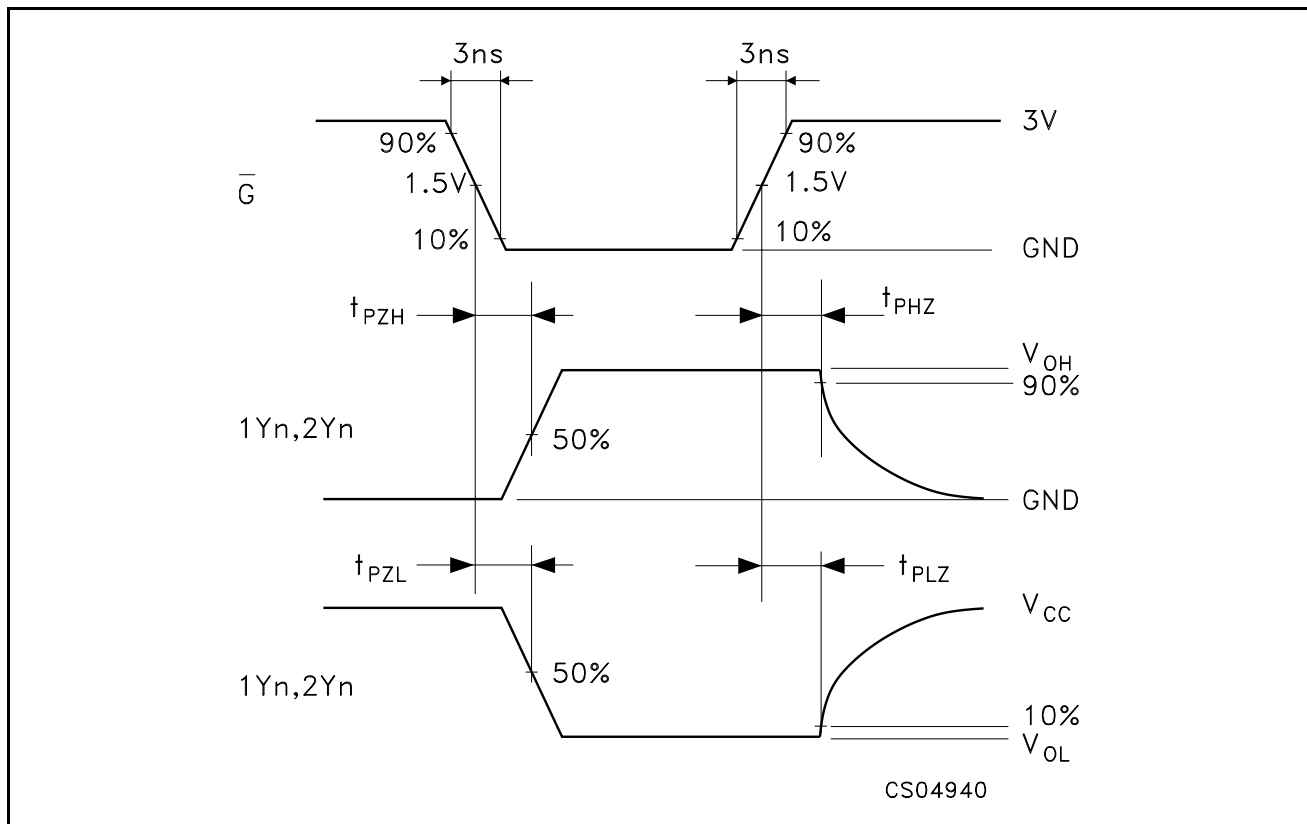 3ns 3ns
3V
90% 90%
G̅ 1.5V 1.5V
10% 10%
GND
tPZH tPHZ
VOH
90%
1Yn,2Yn 50%
GND
tPZL tPLZ
VCC
1Yn,2Yn 50%
10%
VOL
CS04940